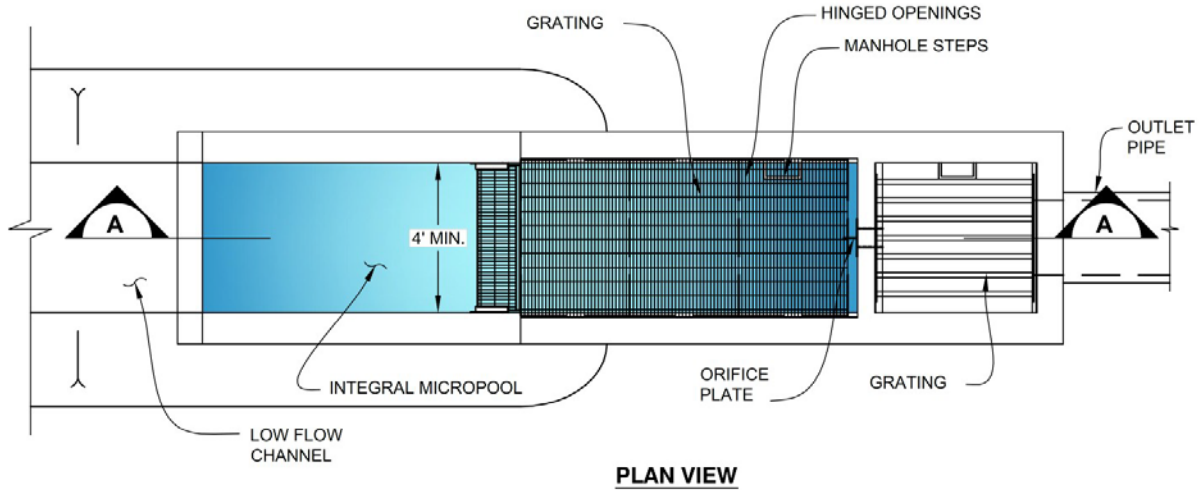 HINGED OPENINGS
GRATING
MANHOLE STEPS
OUTLET
PIPE
A
4' MIN.
A
INTEGRAL MICROPOOL
ORIFICE
PLATE
GRATING
LOW FLOW
CHANNEL
PLAN VIEW